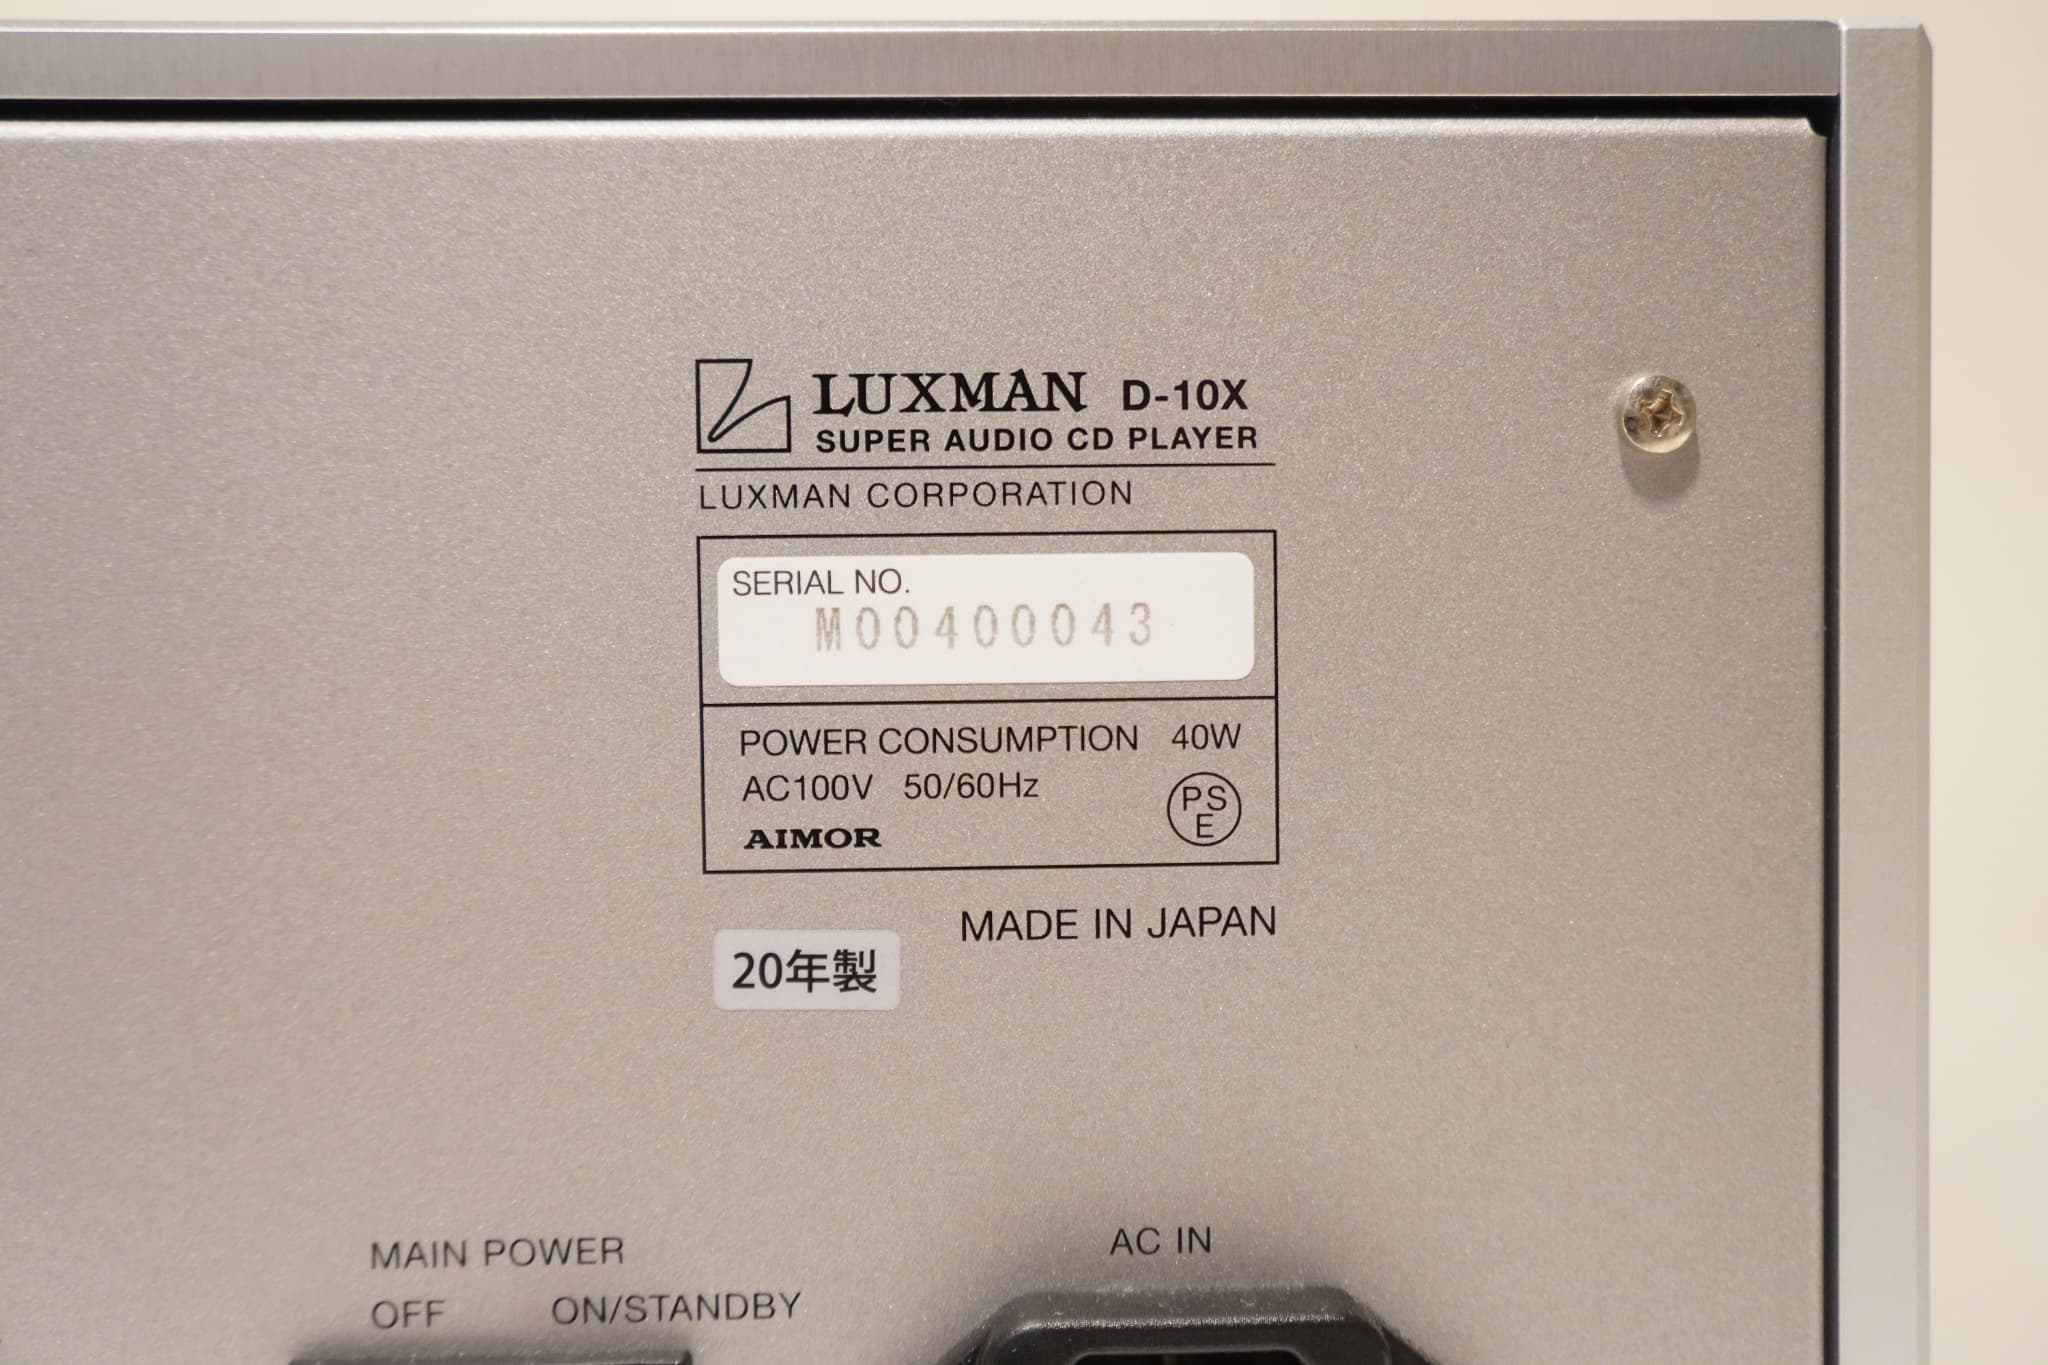 LUXMAN D-10X
SUPER AUDIO CD PLAYER
LUXMAN CORPORATION
SERIAL NO.
M00400043
POWER CONSUMPTION 40W
AC100V 50/60Hz
PSE
AIMOR
MADE IN JAPAN
20年製
MAIN POWER
OFF ON/STANDBY
AC IN